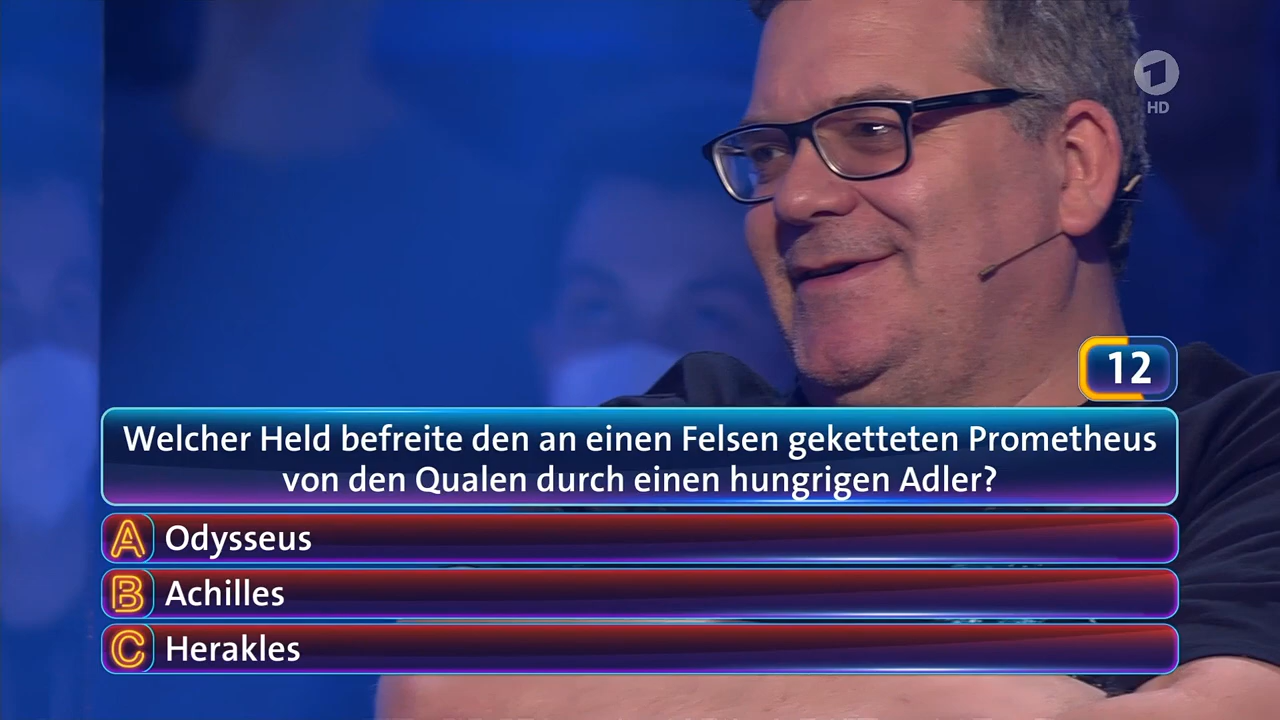 1
HD
12
Welcher Held befreite den an einen Felsen geketteten Prometheus
von den Qualen durch einen hungrigen Adler?
A Odysseus
B Achilles
C Herakles